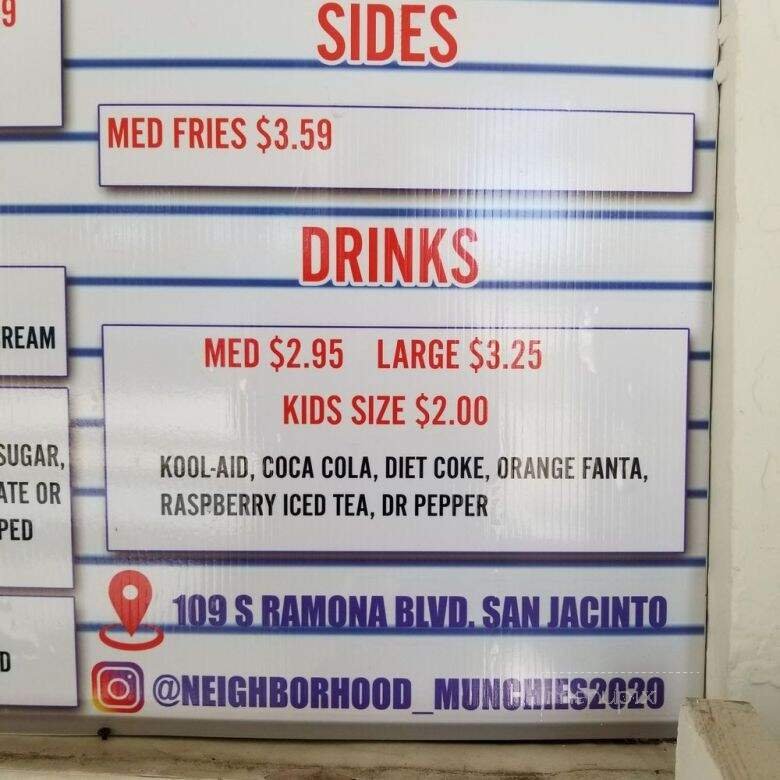 9
SIDES
MED FRIES $3.59
DRINKS
REAM
MED $2.95 LARGE $3.25
KIDS SIZE $2.00
SUGAR,
ATE OR
PED
KOOL-AID, COCA COLA, DIET COKE, ORANGE FANTA,
RASPBERRY ICED TEA, DR PEPPER
109 S RAMONA BLVD. SAN JACINTO
D
@NEIGHBORHOOD_MUNCHIES2020